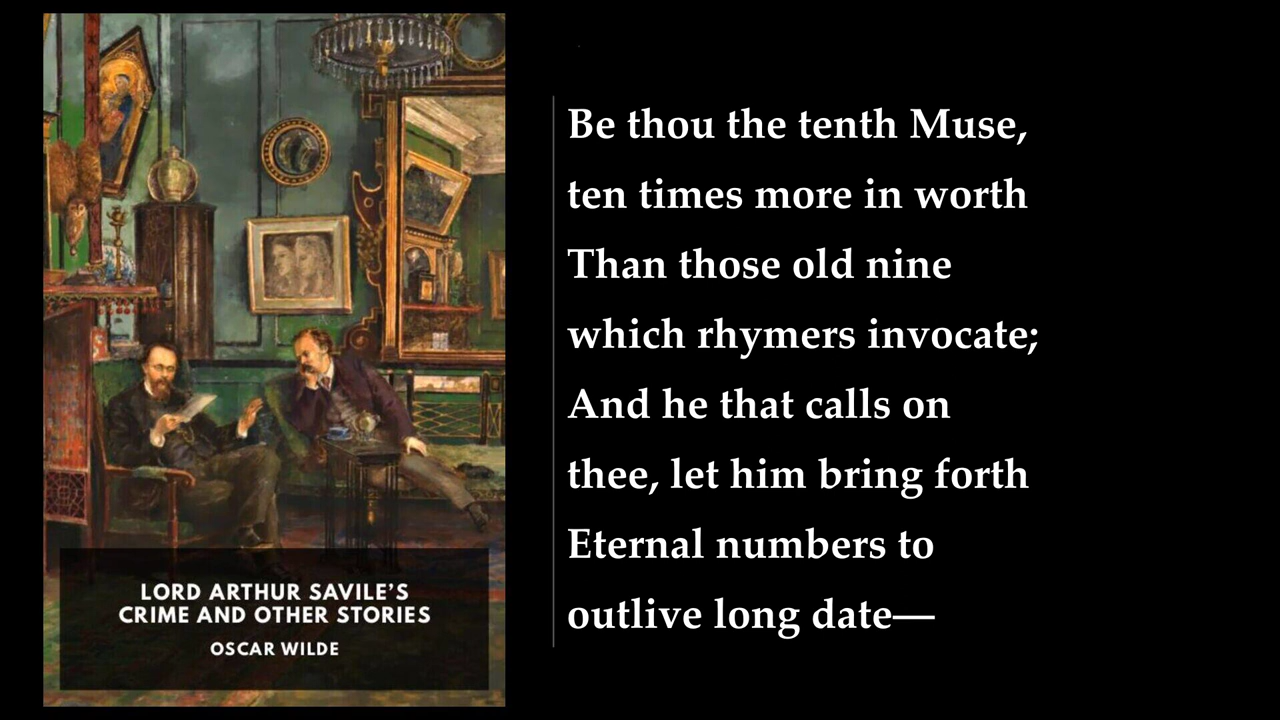 LORD ARTHUR SAVILE’S
CRIME AND OTHER STORIES
OSCAR WILDE
Be thou the tenth Muse,
ten times more in worth
Than those old nine
which rhymers invocate;
And he that calls on
thee, let him bring forth
Eternal numbers to
outlive long date—